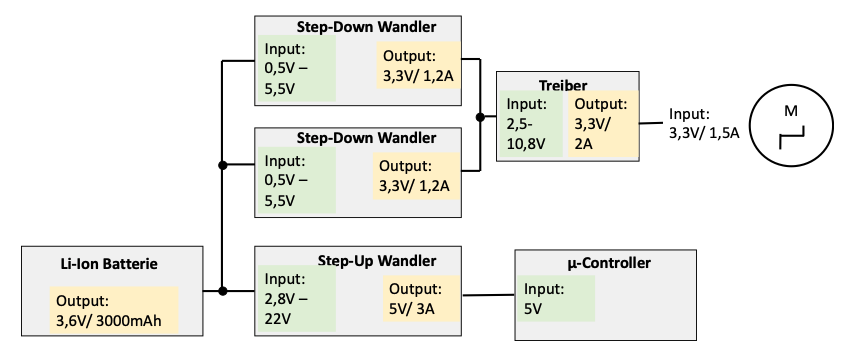 Step-Down Wandler
Input:
0,5V –
5,5V
Output:
3,3V/ 1,2A
Step-Down Wandler
Input:
0,5V –
5,5V
Output:
3,3V/ 1,2A
Treiber
Input:
2,5-
10,8V
Output:
3,3V/
2A
Input:
3,3V/ 1,5A
M
Li-Ion Batterie
Output:
3,6V/ 3000mAh
Step-Up Wandler
Input:
2,8V –
22V
Output:
5V/ 3A
µ-Controller
Input:
5V